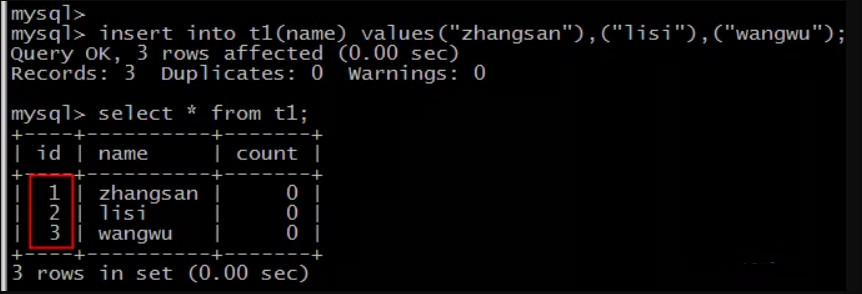 mysql>
mysql> insert into t1(name) values("zhangsan"),("lisi"),("wangwu");
Query OK, 3 rows affected (0.00 sec)
Records: 3  Duplicates: 0  Warnings: 0

mysql> select * from t1;
+----+----------+-------+
| id | name     | count |
+----+----------+-------+
|  1 | zhangsan |     0 |
|  2 | lisi     |     0 |
|  3 | wangwu   |     0 |
+----+----------+-------+
3 rows in set (0.00 sec)